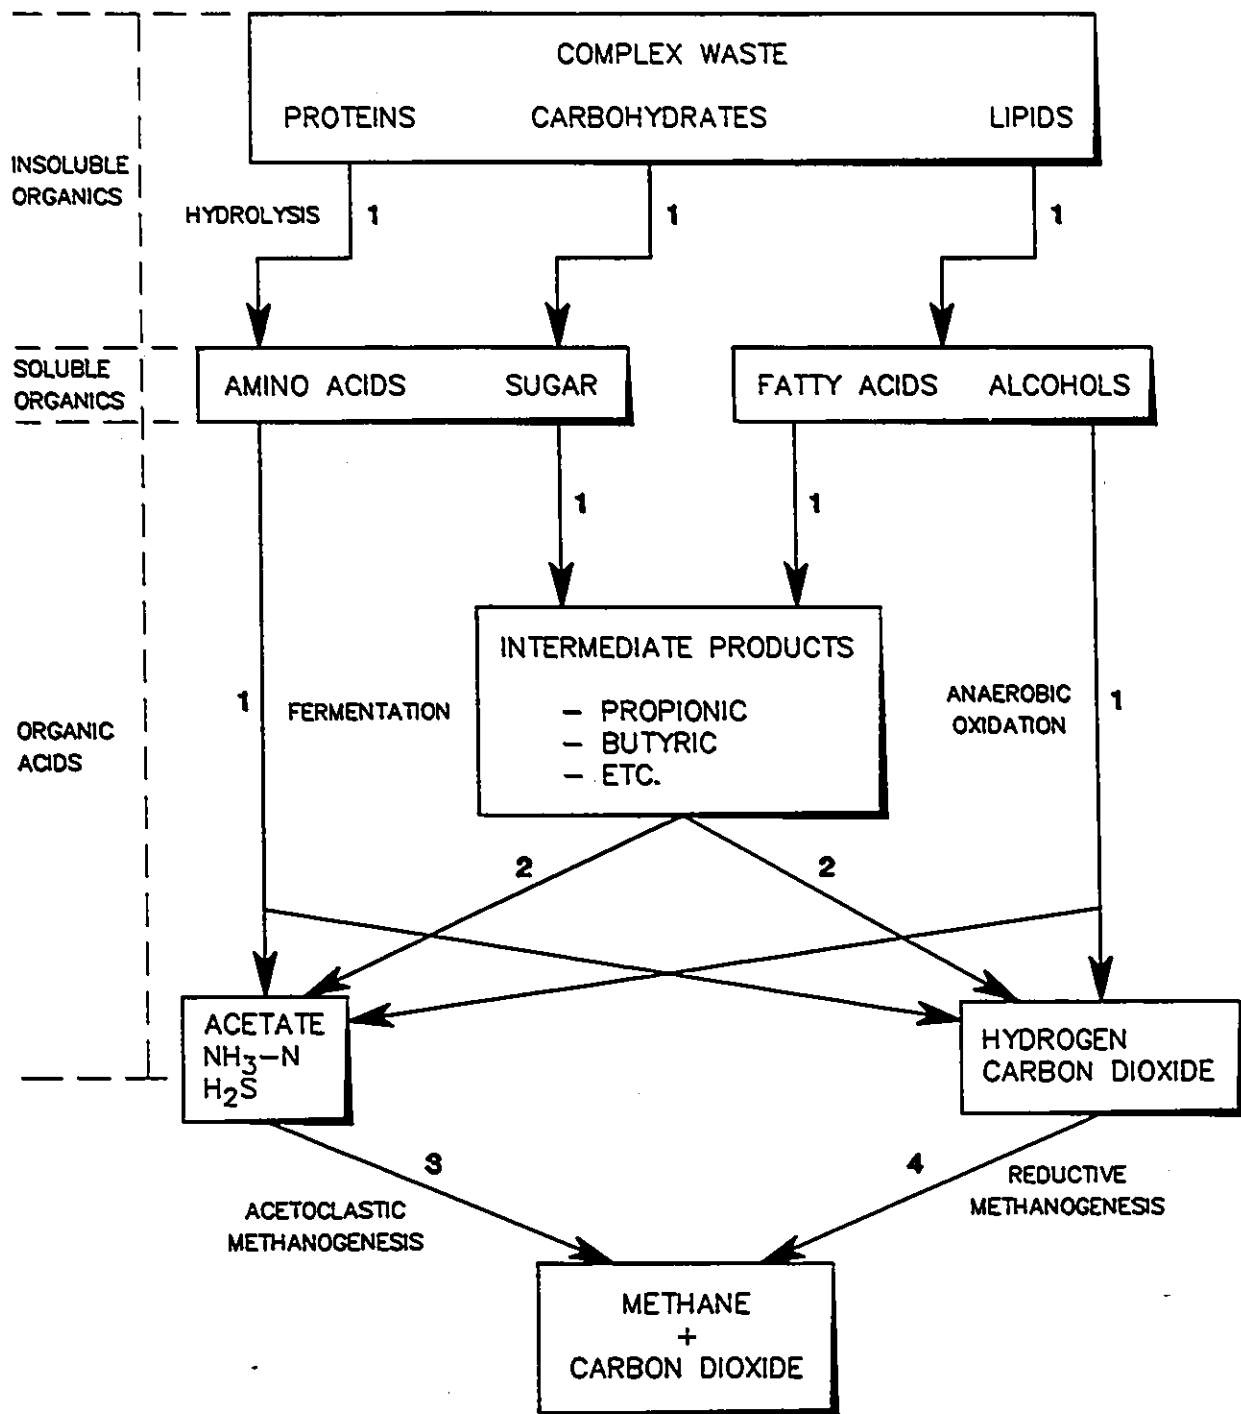 COMPLEX WASTE
PROTEINS CARBOHYDRATES LIPIDS
INSOLUBLE
ORGANICS
HYDROLYSIS 1 1 1
SOLUBLE
ORGANICS
AMINO ACIDS SUGAR FATTY ACIDS ALCOHOLS
1 1
INTERMEDIATE PRODUCTS
– PROPIONIC
– BUTYRIC
– ETC.
1 FERMENTATION
ANAEROBIC
OXIDATION
1
ORGANIC
ACIDS
2 2
ACETATE
NH3–N
H2S
HYDROGEN
CARBON DIOXIDE
3 4
ACETOCLASTIC
METHANOGENESIS
REDUCTIVE
METHANOGENESIS
METHANE
+
CARBON DIOXIDE